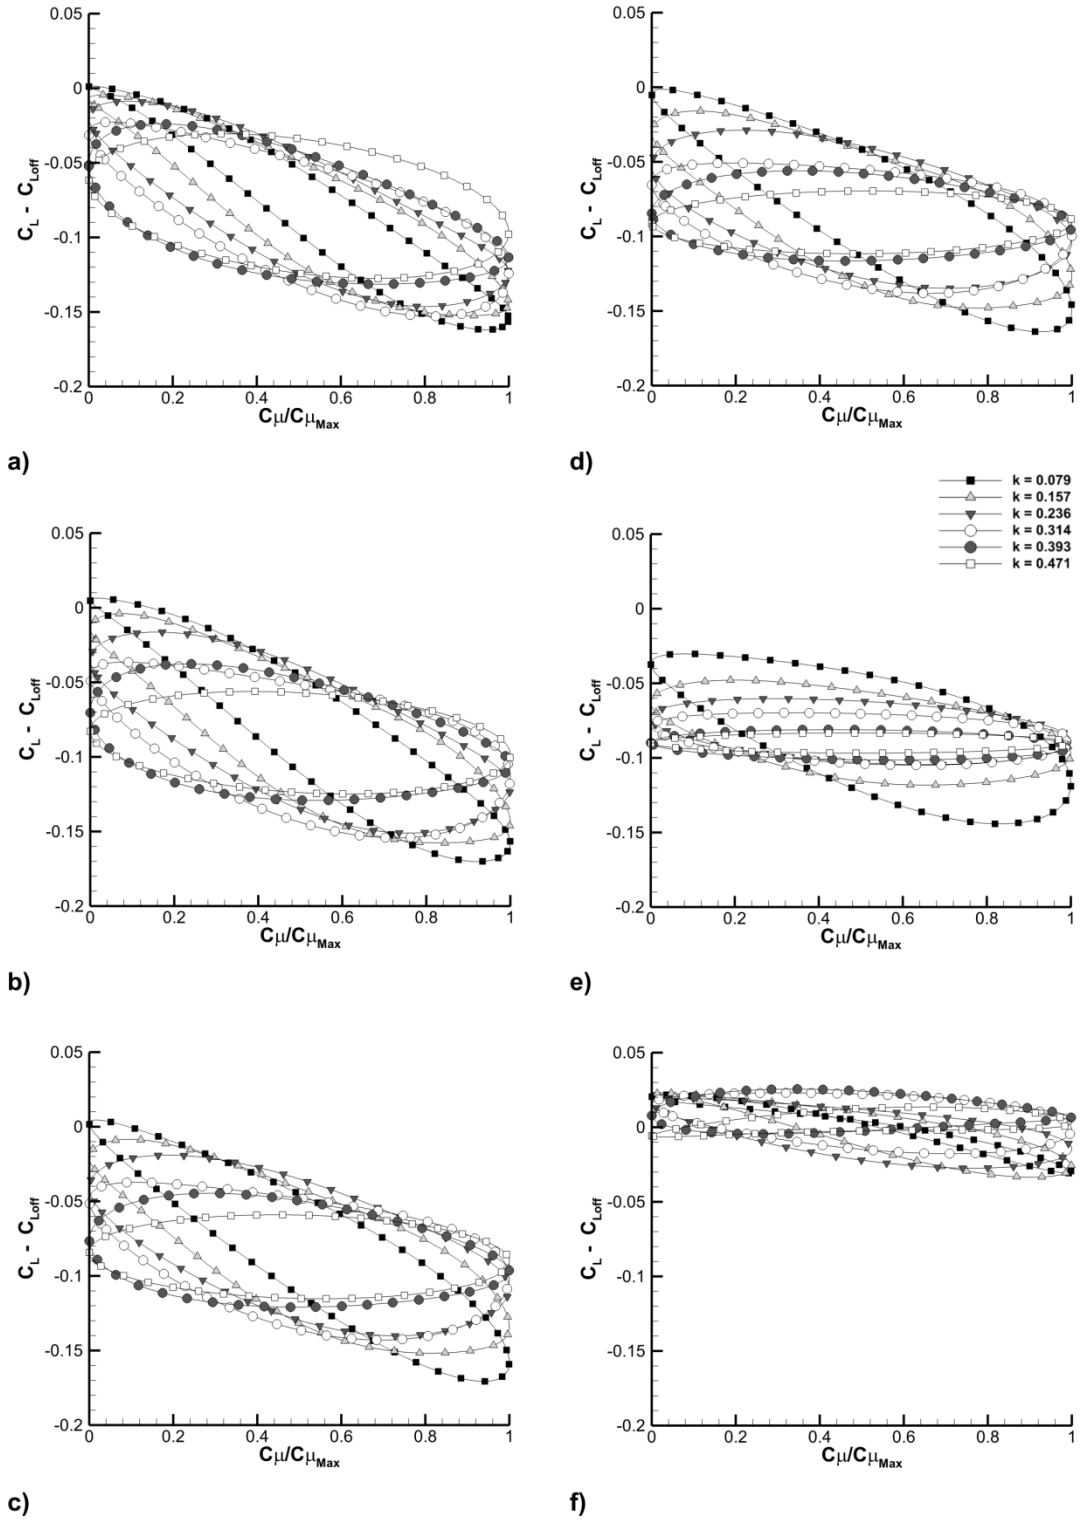 0.05
0
-0.05
-0.1
-0.15
-0.2
C_L - C_Loff
0 0.2 0.4 0.6 0.8 1
Cμ/Cμ_Max
a)
0.05
0
-0.05
-0.1
-0.15
-0.2
C_L - C_Loff
0 0.2 0.4 0.6 0.8 1
Cμ/Cμ_Max
d)
k = 0.079
k = 0.157
k = 0.236
k = 0.314
k = 0.393
k = 0.471
0.05
0
-0.05
-0.1
-0.15
-0.2
C_L - C_Loff
0 0.2 0.4 0.6 0.8 1
Cμ/Cμ_Max
b)
0.05
0
-0.05
-0.1
-0.15
-0.2
C_L - C_Loff
0 0.2 0.4 0.6 0.8 1
Cμ/Cμ_Max
e)
0.05
0
-0.05
-0.1
-0.15
-0.2
C_L - C_Loff
0 0.2 0.4 0.6 0.8 1
Cμ/Cμ_Max
c)
0.05
0
-0.05
-0.1
-0.15
-0.2
C_L - C_Loff
0 0.2 0.4 0.6 0.8 1
Cμ/Cμ_Max
f)